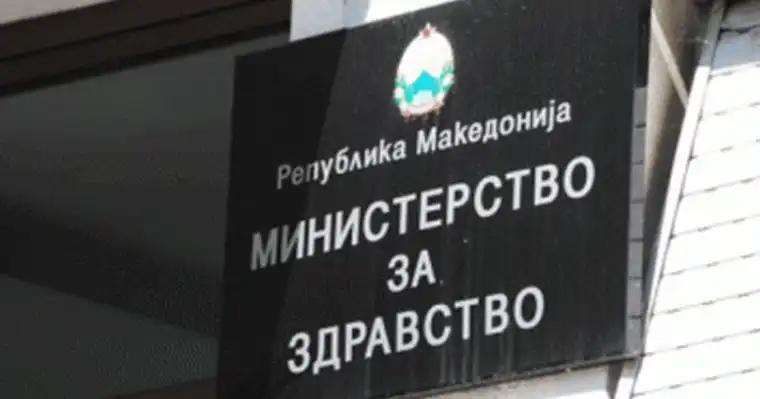 Република Македонија
МИНИСТЕРСТВО
ЗА
ЗДРАВСТВО